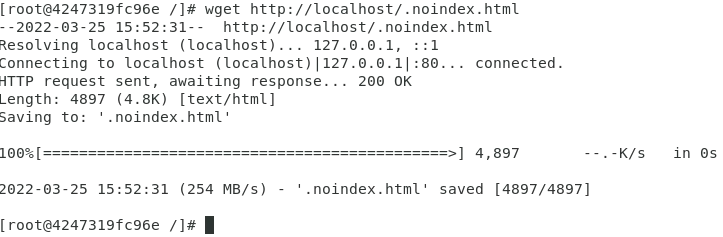 [root@4247319fc96e /]# wget http://localhost/.noindex.html
--2022-03-25 15:52:31--  http://localhost/.noindex.html
Resolving localhost (localhost)... 127.0.0.1, ::1
Connecting to localhost (localhost)|127.0.0.1|:80... connected.
HTTP request sent, awaiting response... 200 OK
Length: 4897 (4.8K) [text/html]
Saving to: '.noindex.html'
100%[=============================================>] 4,897       --.-K/s   in 0s
2022-03-25 15:52:31 (254 MB/s) - '.noindex.html' saved [4897/4897]
[root@4247319fc96e /]#